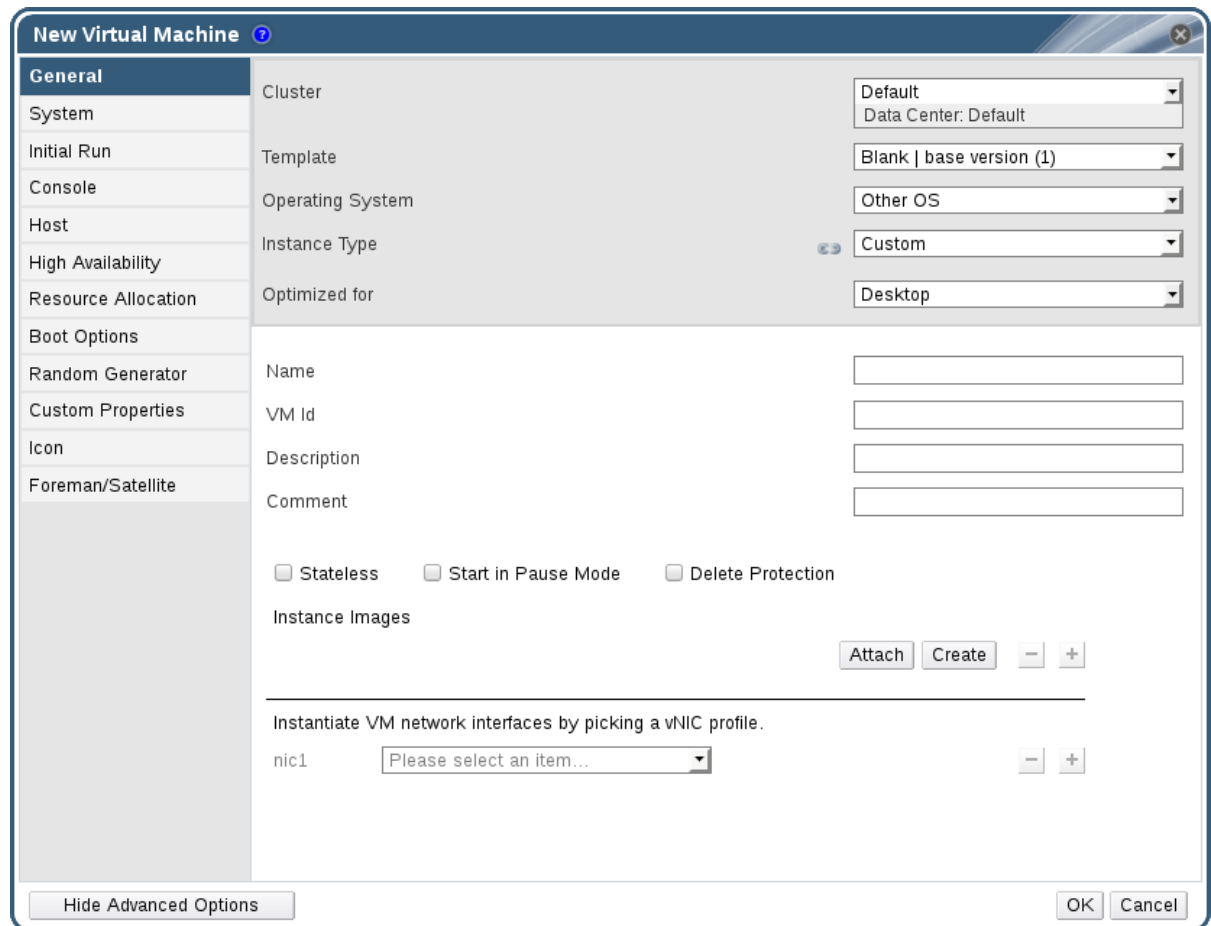 New Virtual Machine ?
General
System
Initial Run
Console
Host
High Availability
Resource Allocation
Boot Options
Random Generator
Custom Properties
Icon
Foreman/Satellite
Cluster Default
Data Center: Default
Template Blank | base version (1)
Operating System Other OS
Instance Type Custom
Optimized for Desktop
Name
VM Id
Description
Comment
Stateless Start in Pause Mode Delete Protection
Instance Images
Attach Create − +
Instantiate VM network interfaces by picking a vNIC profile.
nic1 Please select an item... − +
Hide Advanced Options OK Cancel